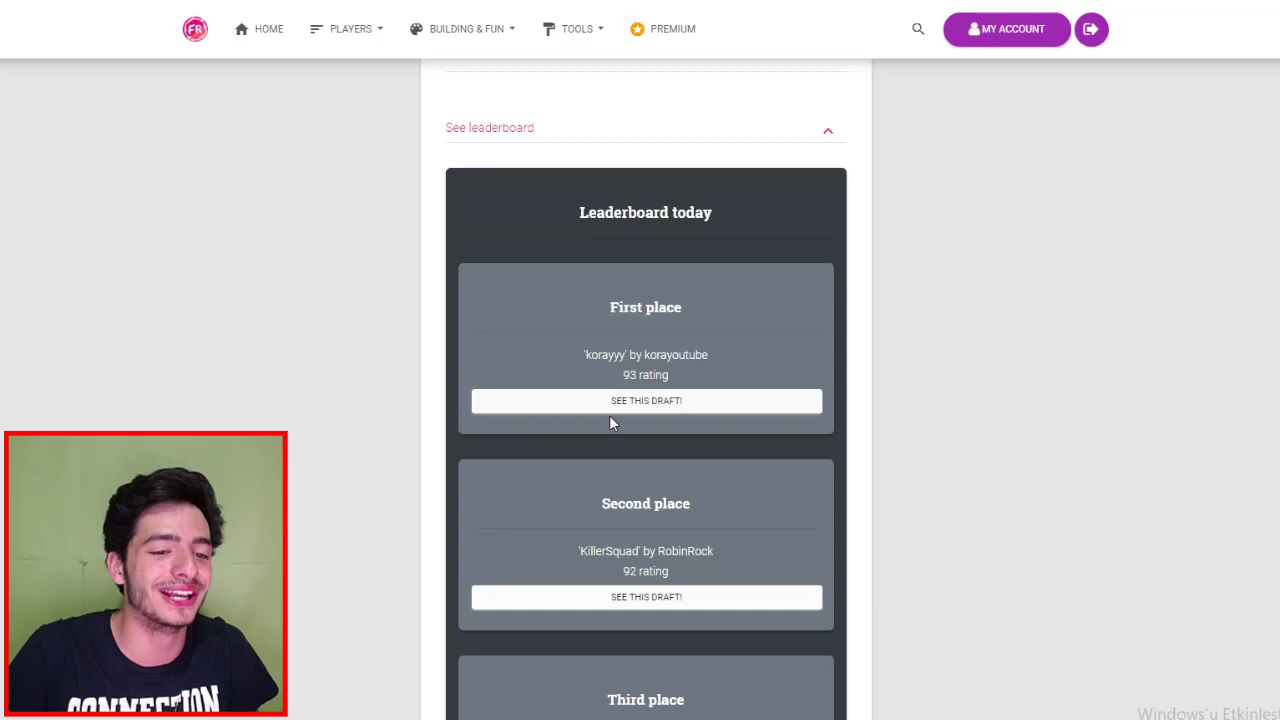 FR HOME PLAYERS BUILDING & FUN TOOLS PREMIUM MY ACCOUNT
See leaderboard
Leaderboard today
First place
'korayyy' by korayoutube
93 rating
SEE THIS DRAFT!
Second place
'KillerSquad' by RobinRock
92 rating
SEE THIS DRAFT!
Third place
CONNECTION
Windows'u Etkinleş